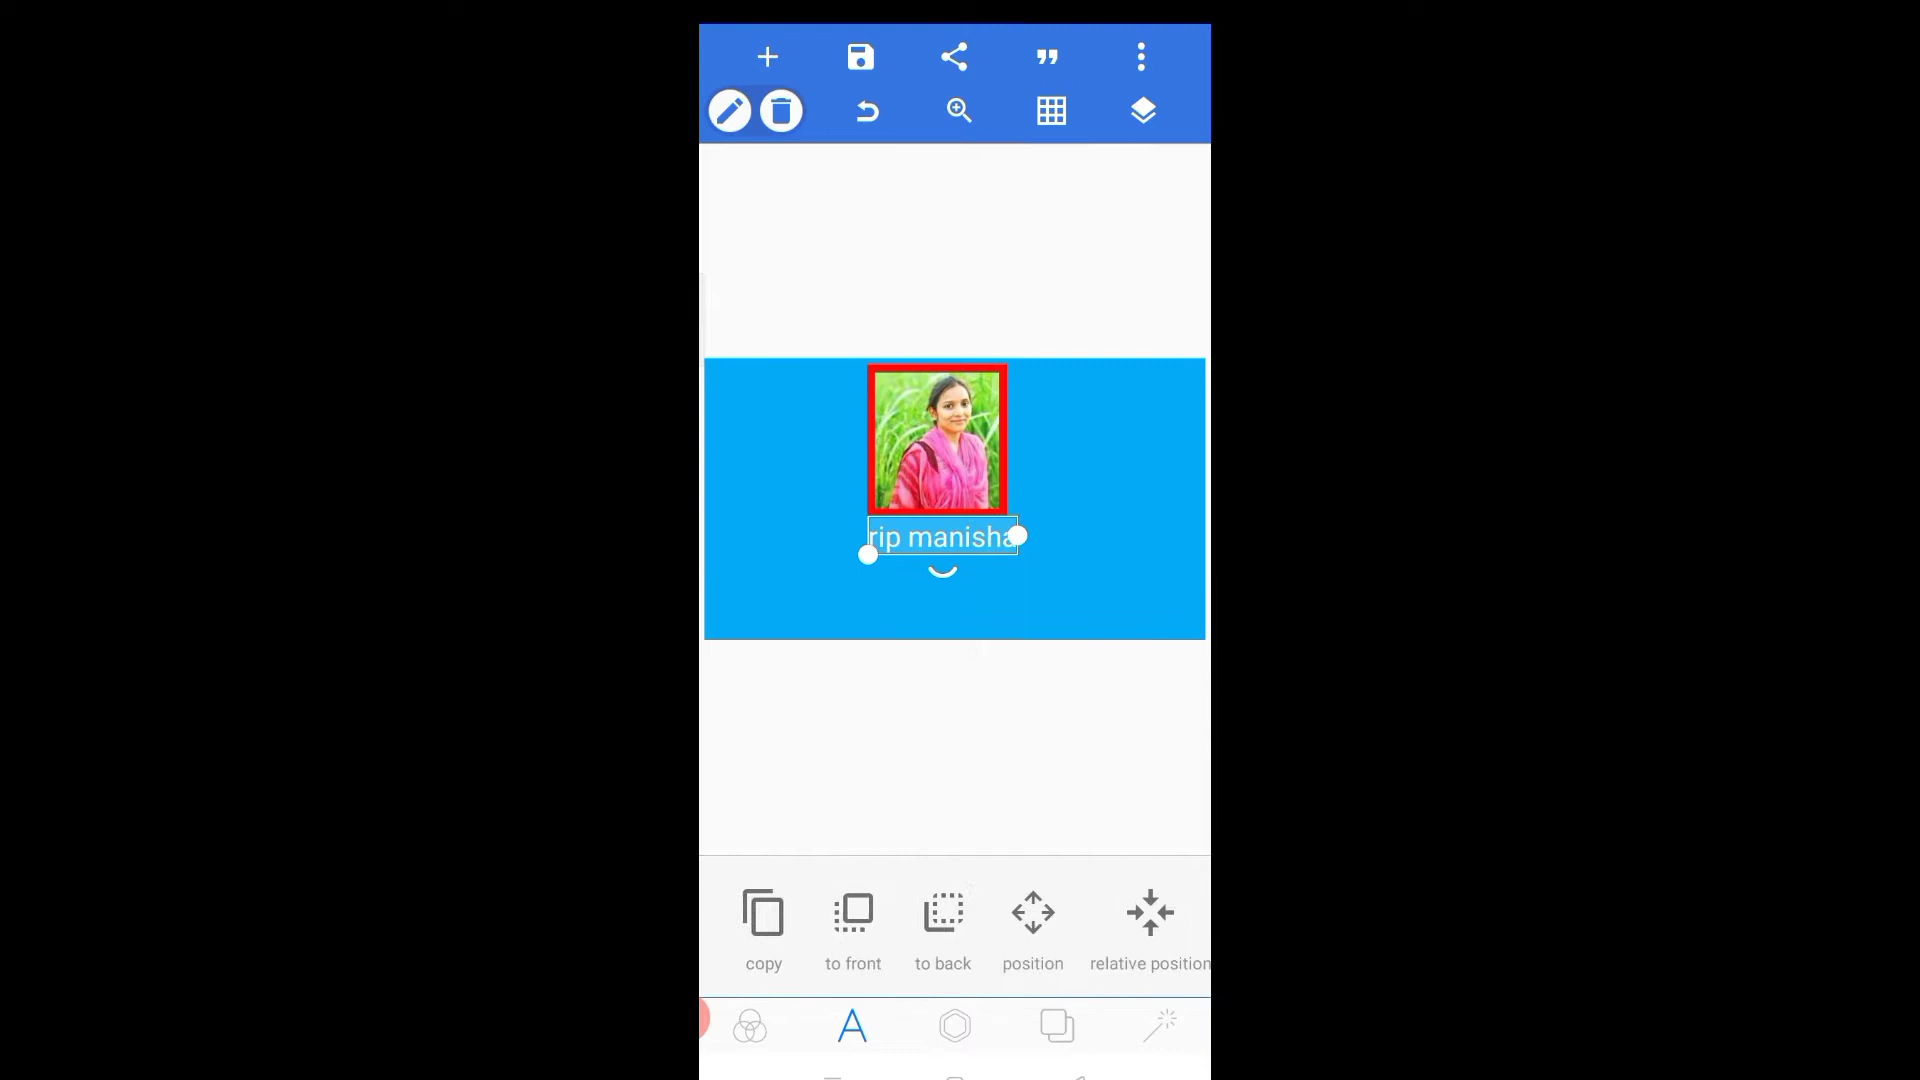 rip manisha
copy
to front
to back
position
relative position